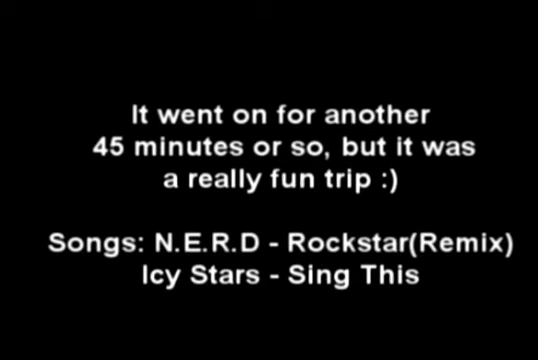 It went on for another
45 minutes or so, but it was
a really fun trip :)
Songs: N.E.R.D - Rockstar(Remix)
Icy Stars - Sing This